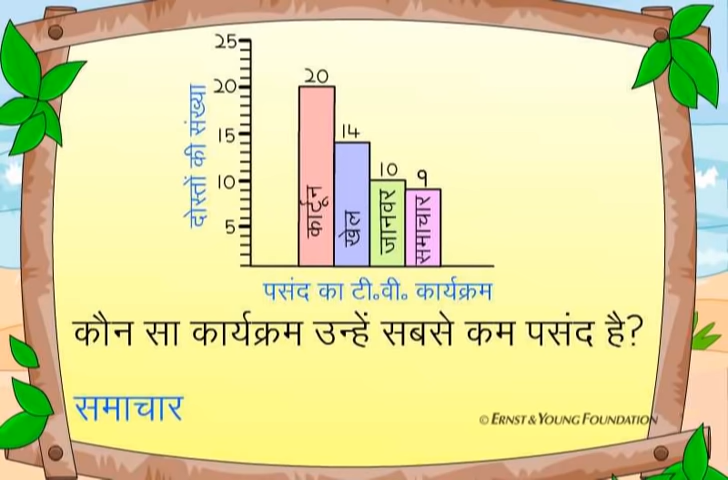 25
20
15
10
5
दोस्तों की संख्या
20
14
10
9
कार्टून
खेल
जानवर
समाचार
पसंद का टी॰वी॰ कार्यक्रम
कौन सा कार्यक्रम उन्हें सबसे कम पसंद है?
समाचार
© ERNST & YOUNG FOUNDATION